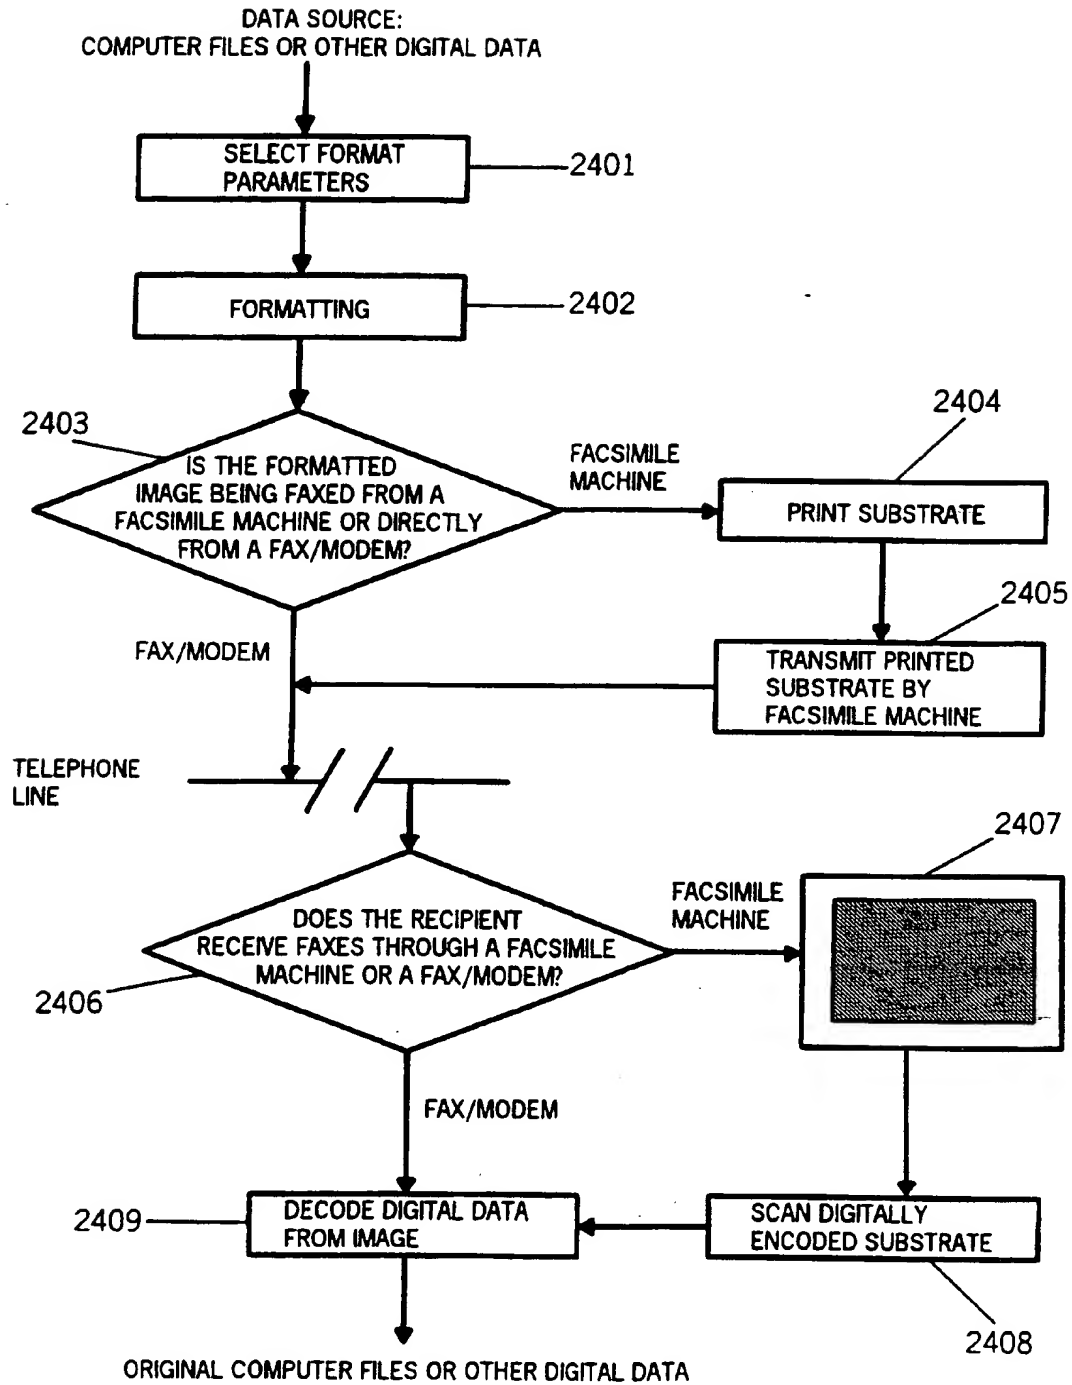 DATA SOURCE:
COMPUTER FILES OR OTHER DIGITAL DATA
SELECT FORMAT
PARAMETERS
2401
FORMATTING
2402
2403
IS THE FORMATTED
IMAGE BEING FAXED FROM A
FACSIMILE MACHINE OR DIRECTLY
FROM A FAX/MODEM?
FACSIMILE
MACHINE
2404
PRINT SUBSTRATE
2405
TRANSMIT PRINTED
SUBSTRATE BY
FACSIMILE MACHINE
FAX/MODEM
TELEPHONE
LINE
2406
DOES THE RECIPIENT
RECEIVE FAXES THROUGH A FACSIMILE
MACHINE OR A FAX/MODEM?
FACSIMILE
MACHINE
2407
FAX/MODEM
2409
DECODE DIGITAL DATA
FROM IMAGE
SCAN DIGITALLY
ENCODED SUBSTRATE
2408
ORIGINAL COMPUTER FILES OR OTHER DIGITAL DATA